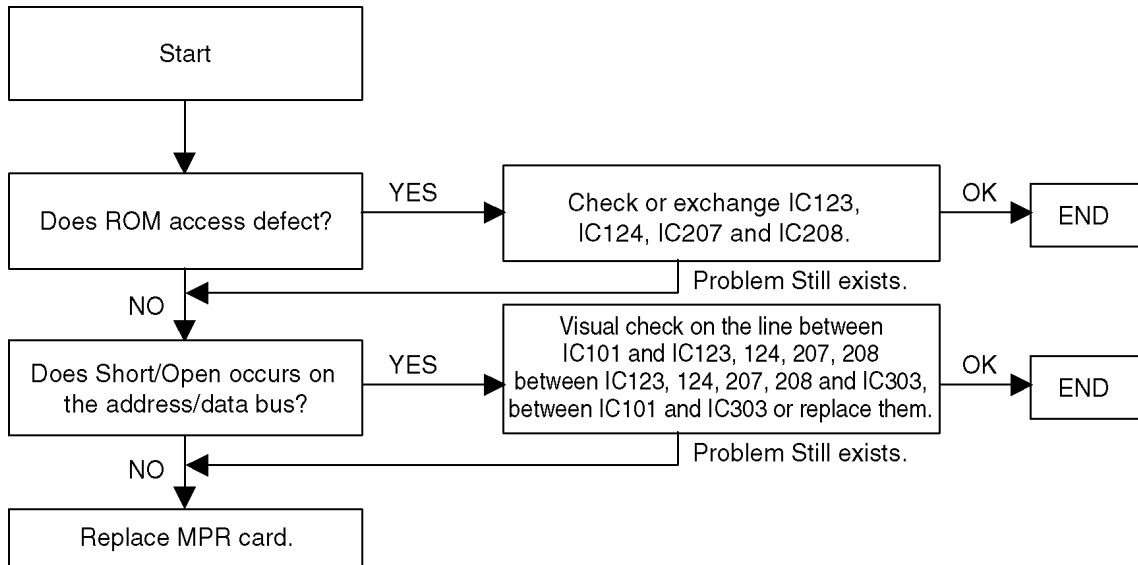 Start
Does ROM access defect?
YES
Check or exchange IC123,
IC124, IC207 and IC208.
OK
END
Problem Still exists.
NO
Does Short/Open occurs on
the address/data bus?
YES
Visual check on the line between
IC101 and IC123, 124, 207, 208
between IC123, 124, 207, 208 and IC303,
between IC101 and IC303 or replace them.
OK
END
Problem Still exists.
NO
Replace MPR card.